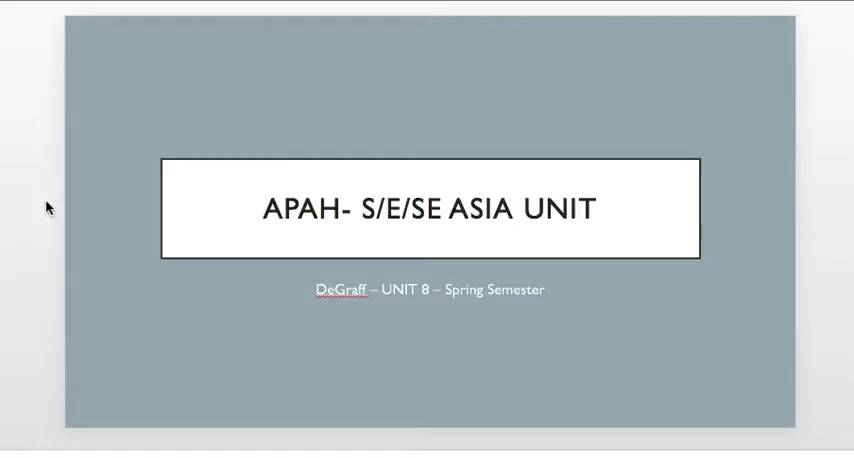 APAH- S/E/SE ASIA UNIT
DeGraff – UNIT 8 – Spring Semester